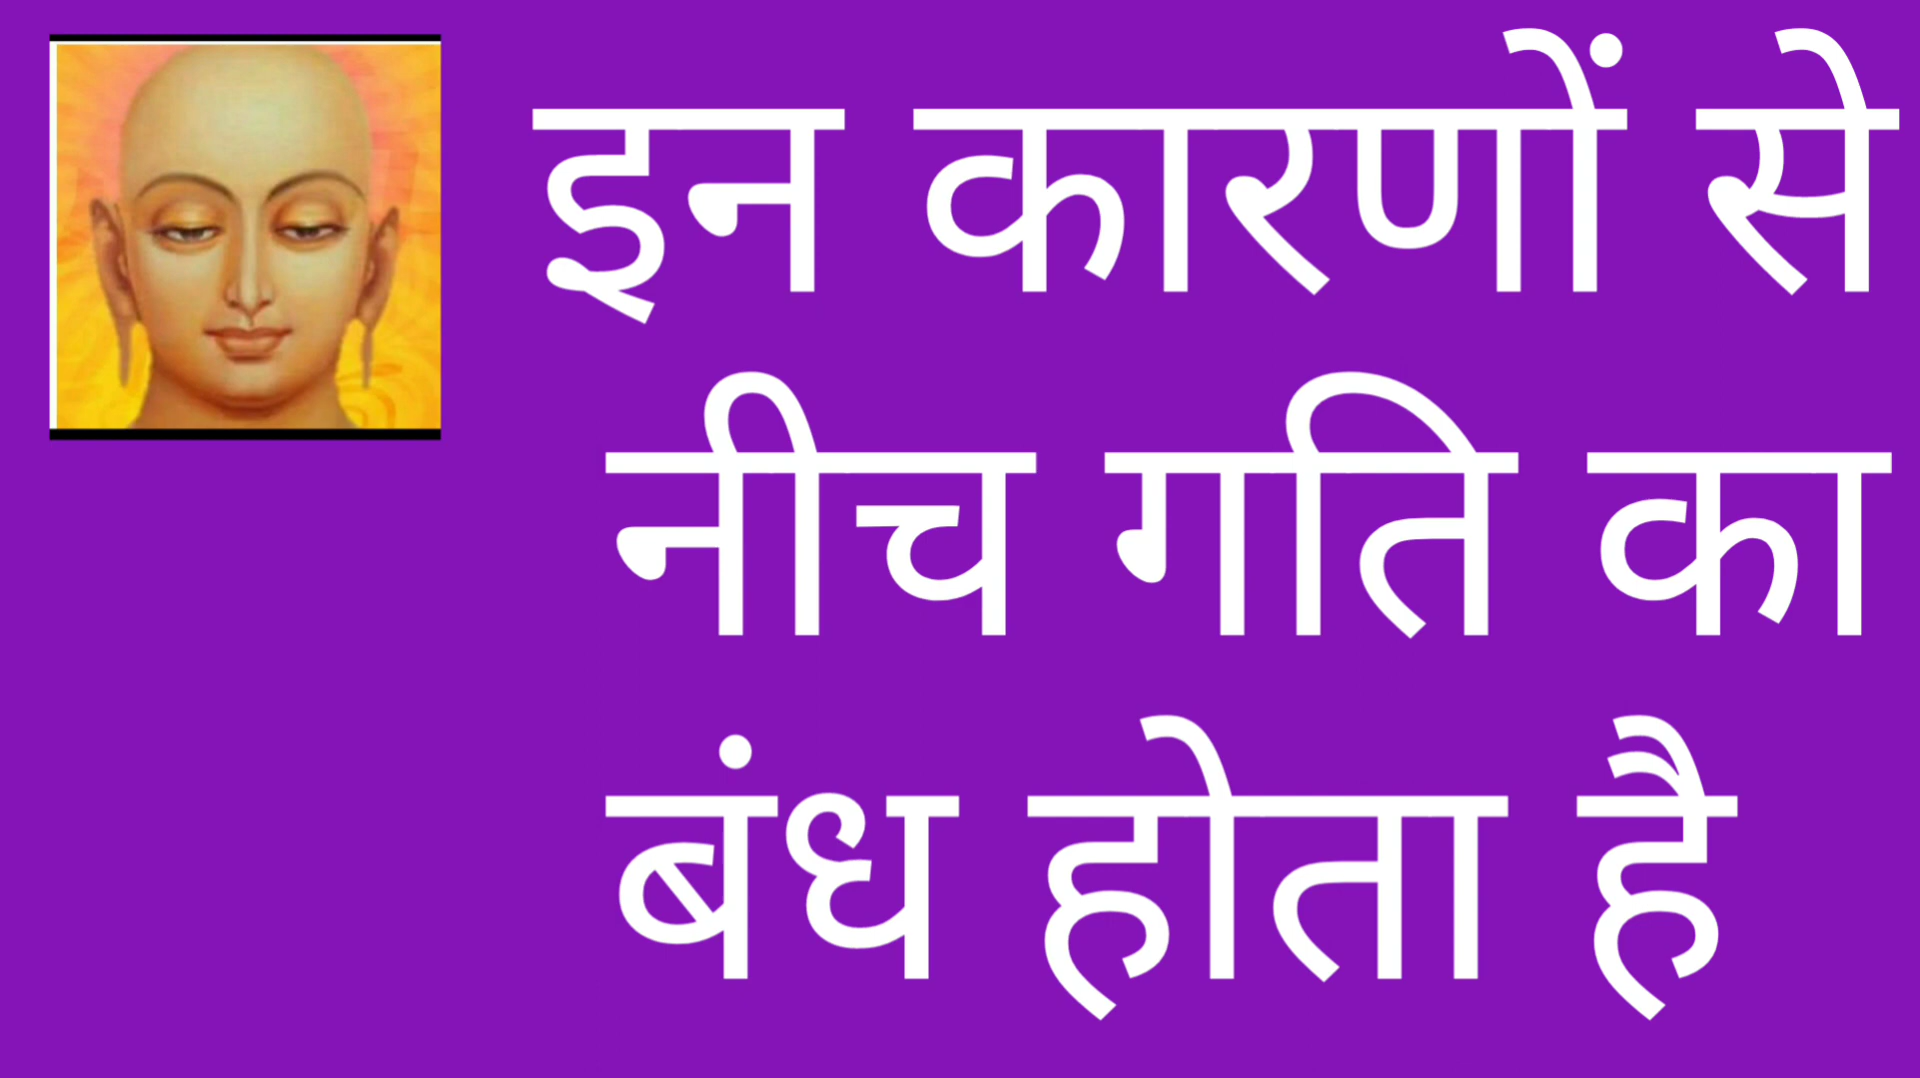 इन कारणों से
नीच गति का
बंध होता है